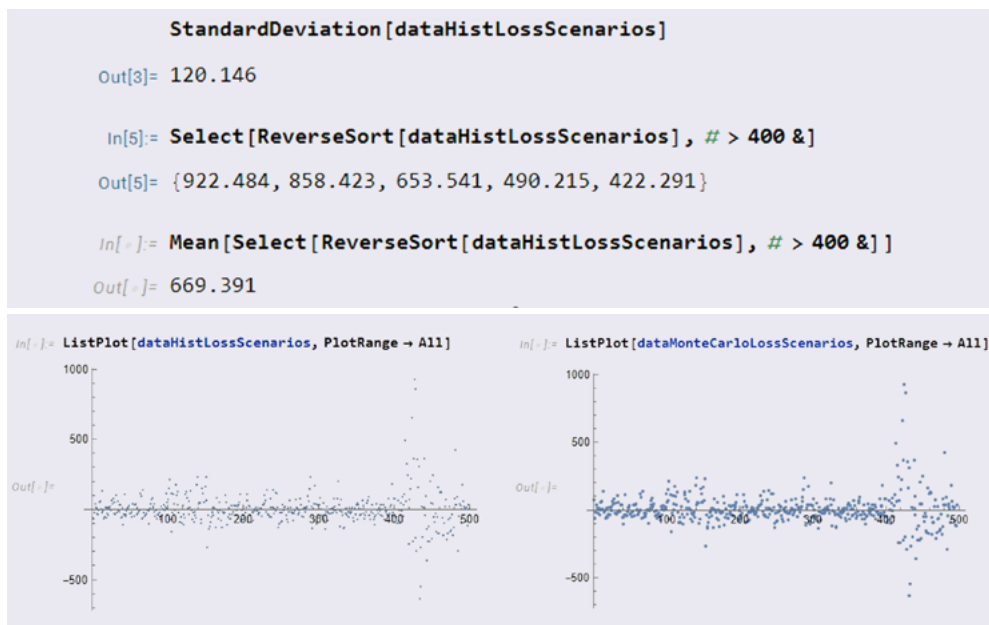 StandardDeviation[dataHistLossScenarios]
Out[3]= 120.146
In[5]:= Select[ReverseSort[dataHistLossScenarios], # > 400 &]
Out[5]= {922.484, 858.423, 653.541, 490.215, 422.291}
In[ ]:= Mean[Select[ReverseSort[dataHistLossScenarios], # > 400 &]]
Out[ ]= 669.391
In[ ]:= ListPlot[dataHistLossScenarios, PlotRange → All]
1000
500
Out[ ]=
100 200 300 400 500
-500
In[ ]:= ListPlot[dataMonteCarloLossScenarios, PlotRange → All]
1000
500
Out[ ]=
100 200 300 400 500
-500